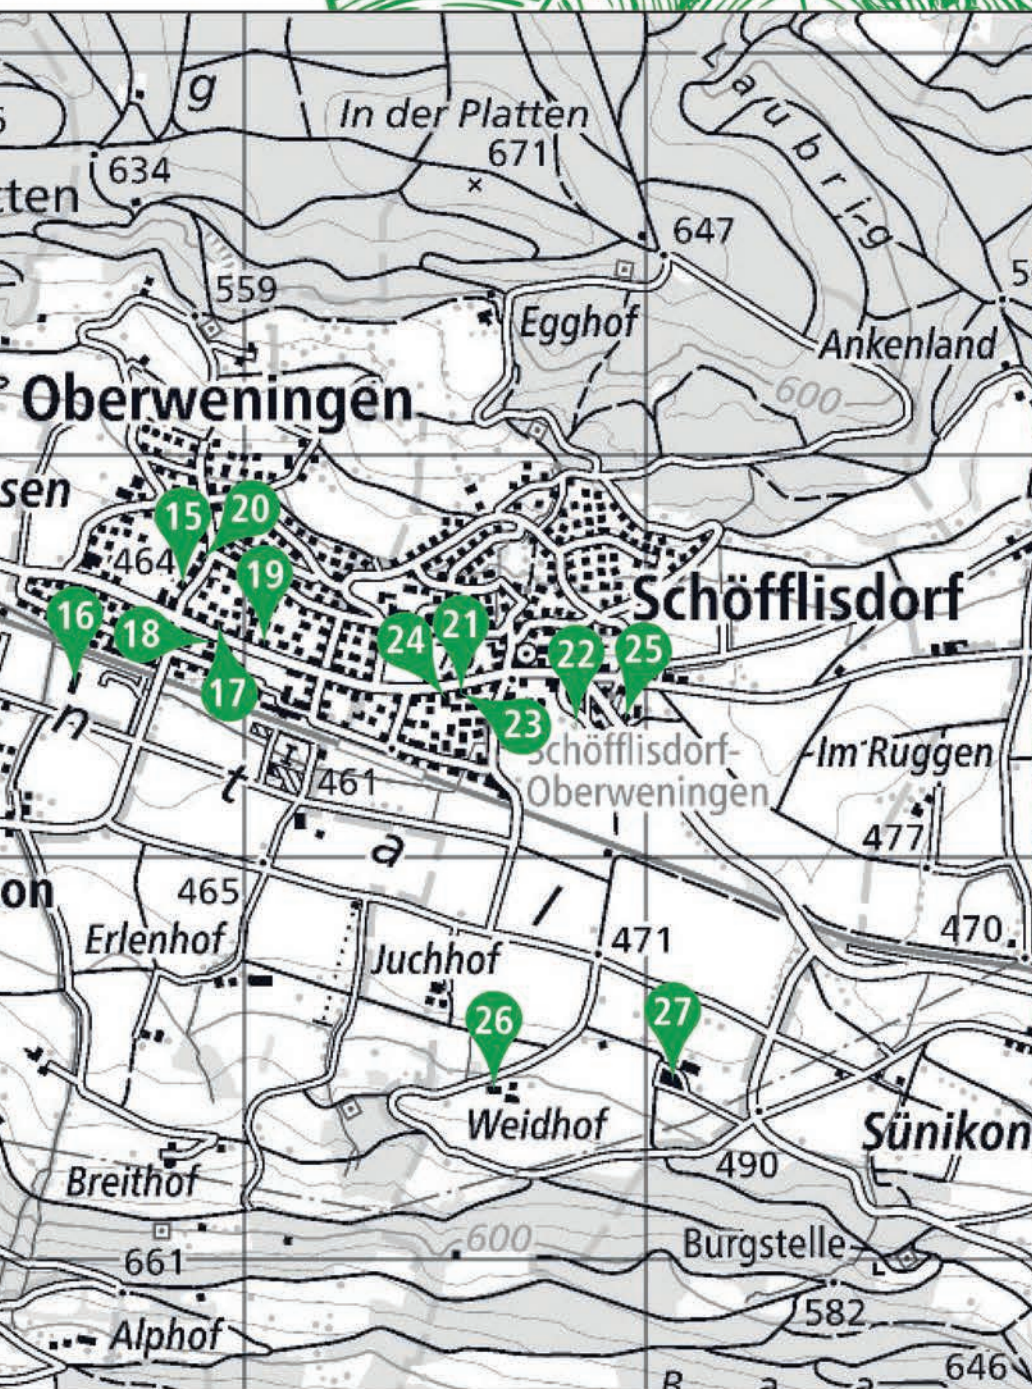 g
In der Platten
671
634
tten
Laubrig
647
559
Egghof
Ankenland
600
Oberweningen
sen
15
20
464
19
16
18
Schöfflisdorf
24
21
22
25
17
23
n
Schöfflisdorf-
Oberweningen
Im Ruggen
t
461
a
477
l
on
465
Erlenhof
471
470
Juchhof
26
27
Weidhof
Sünikon
490
Breithof
600
Burgstelle
661
582
Alphof
646